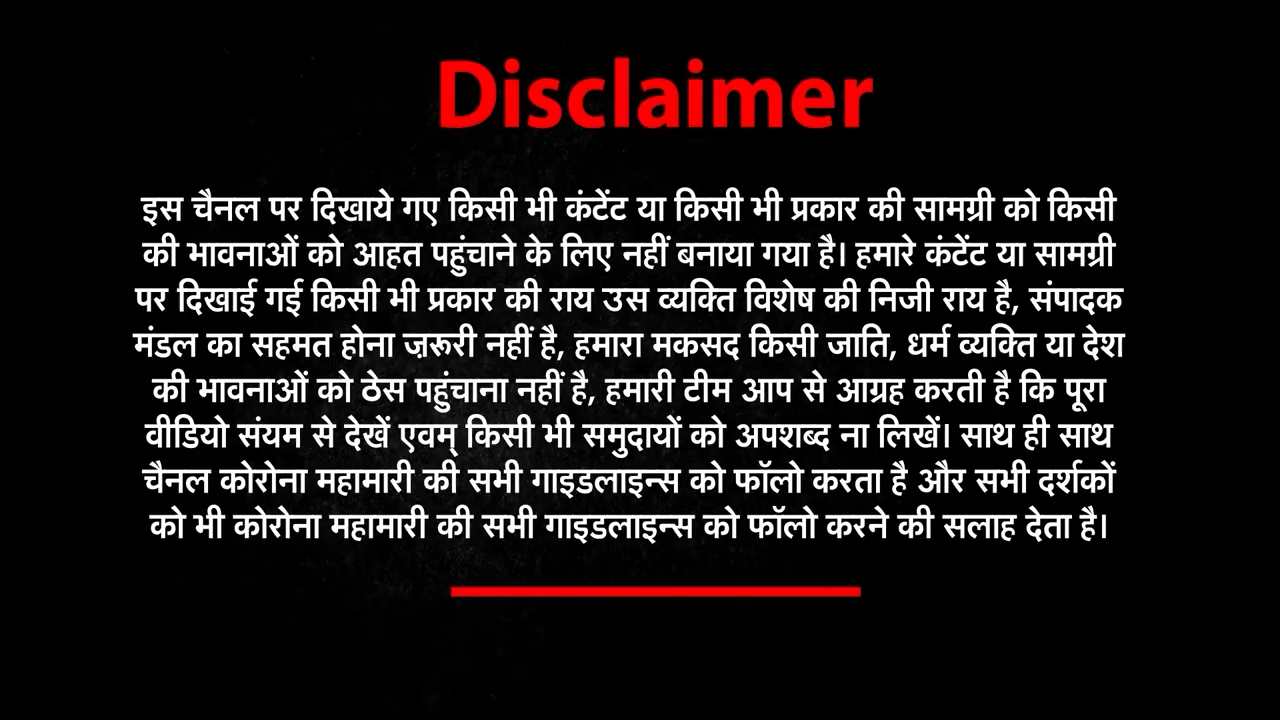 Disclaimer
इस चैनल पर दिखाये गए किसी भी कंटेंट या किसी भी प्रकार की सामग्री को किसी
की भावनाओं को आहत पहुंचाने के लिए नहीं बनाया गया है। हमारे कंटेंट या सामग्री
पर दिखाई गई किसी भी प्रकार की राय उस व्यक्ति विशेष की निजी राय है, संपादक
मंडल का सहमत होना ज़रूरी नहीं है, हमारा मकसद किसी जाति, धर्म व्यक्ति या देश
की भावनाओं को ठेस पहुंचाना नहीं है, हमारी टीम आप से आग्रह करती है कि पूरा
वीडियो संयम से देखें एवम् किसी भी समुदायों को अपशब्द ना लिखें। साथ ही साथ
चैनल कोरोना महामारी की सभी गाइडलाइन्स को फॉलो करता है और सभी दर्शकों
को भी कोरोना महामारी की सभी गाइडलाइन्स को फॉलो करने की सलाह देता है।